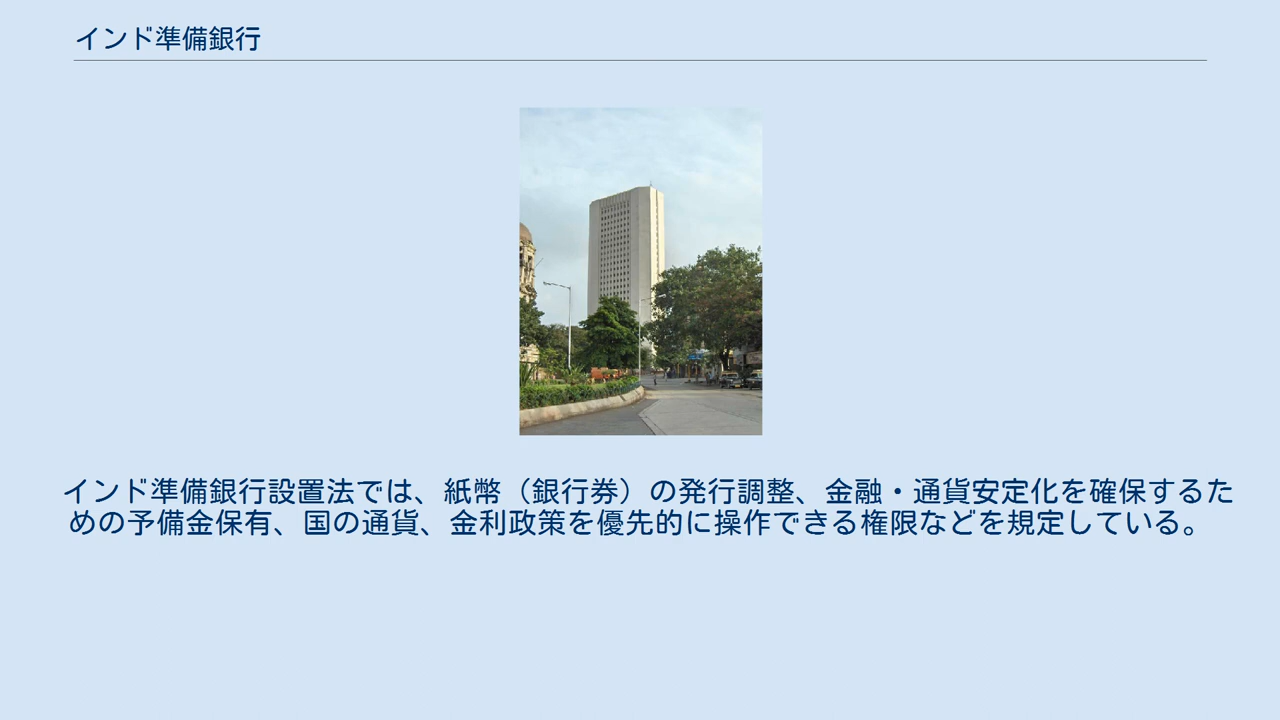 インド準備銀行
インド準備銀行設置法では、紙幣（銀行券）の発行調整、金融・通貨安定化を確保するた
めの予備金保有、国の通貨、金利政策を優先的に操作できる権限などを規定している。